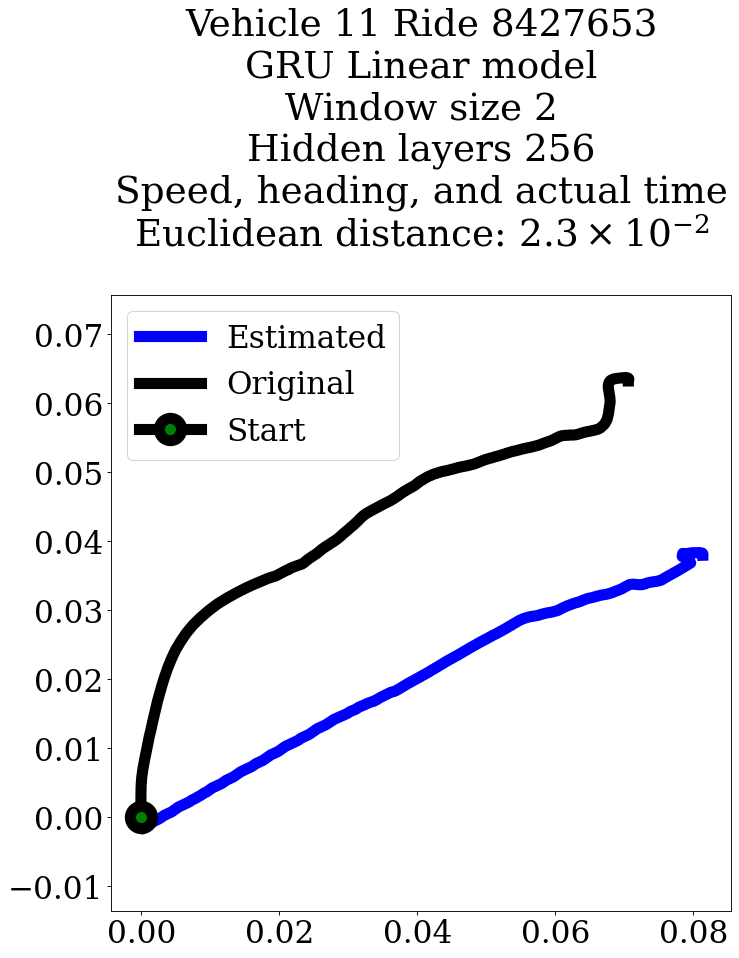 Vehicle 11 Ride 8427653
GRU Linear model
Window size 2
Hidden layers 256
Speed, heading, and actual time
Euclidean distance: 2.3 × 10⁻²
Estimated
Original
Start
0.07
0.06
0.05
0.04
0.03
0.02
0.01
0.00
−0.01
0.00 0.02 0.04 0.06 0.08